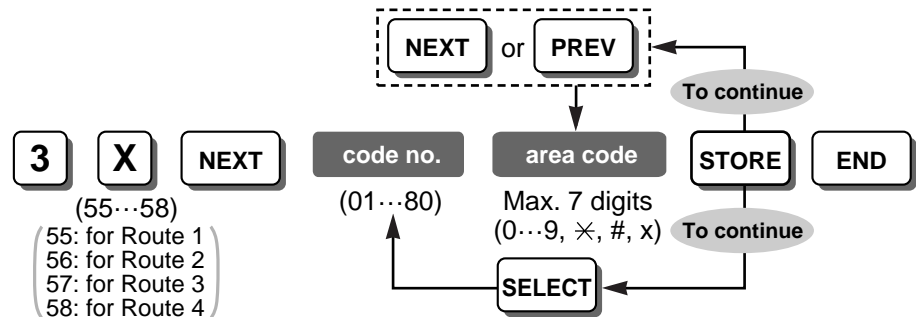 NEXT or PREV
To continue
3 X NEXT code no. area code STORE END
(55···58) (01···80) Max. 7 digits
(0···9, ✳, #, x)
To continue
55: for Route 1
56: for Route 2
57: for Route 3
58: for Route 4
SELECT